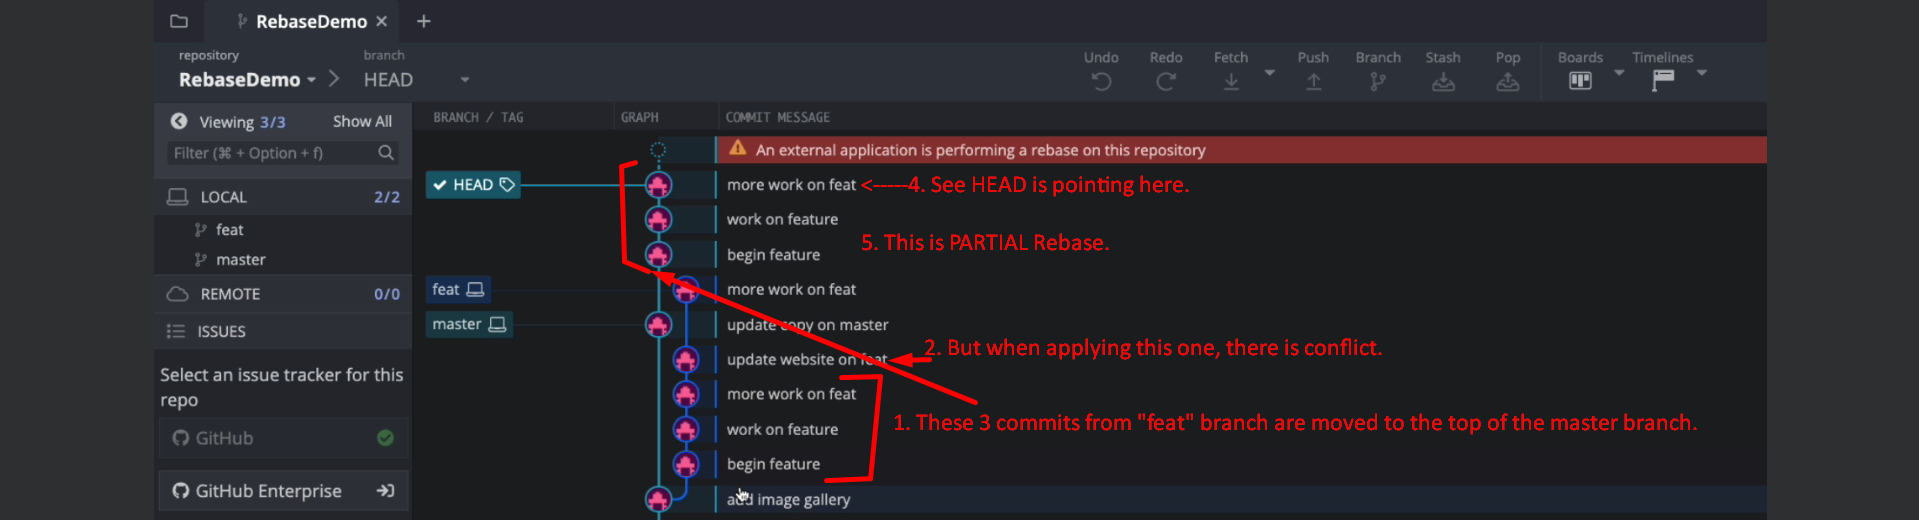 RebaseDemo × +
repository
RebaseDemo
branch
HEAD
Undo
Redo
Fetch
Push
Branch
Stash
Pop
Boards
Timelines
Viewing 3/3 Show All
Filter (⌘ + Option + f)
LOCAL 2/2
feat
master
REMOTE 0/0
ISSUES
Select an issue tracker for this
repo
GitHub
GitHub Enterprise
BRANCH / TAG
GRAPH
COMMIT MESSAGE
An external application is performing a rebase on this repository
HEAD
more work on feat <-----4. See HEAD is pointing here.
work on feature
5. This is PARTIAL Rebase.
begin feature
feat
more work on feat
master
update copy on master
update website on feat
2. But when applying this one, there is conflict.
more work on feat
1. These 3 commits from "feat" branch are moved to the top of the master branch.
work on feature
begin feature
add image gallery